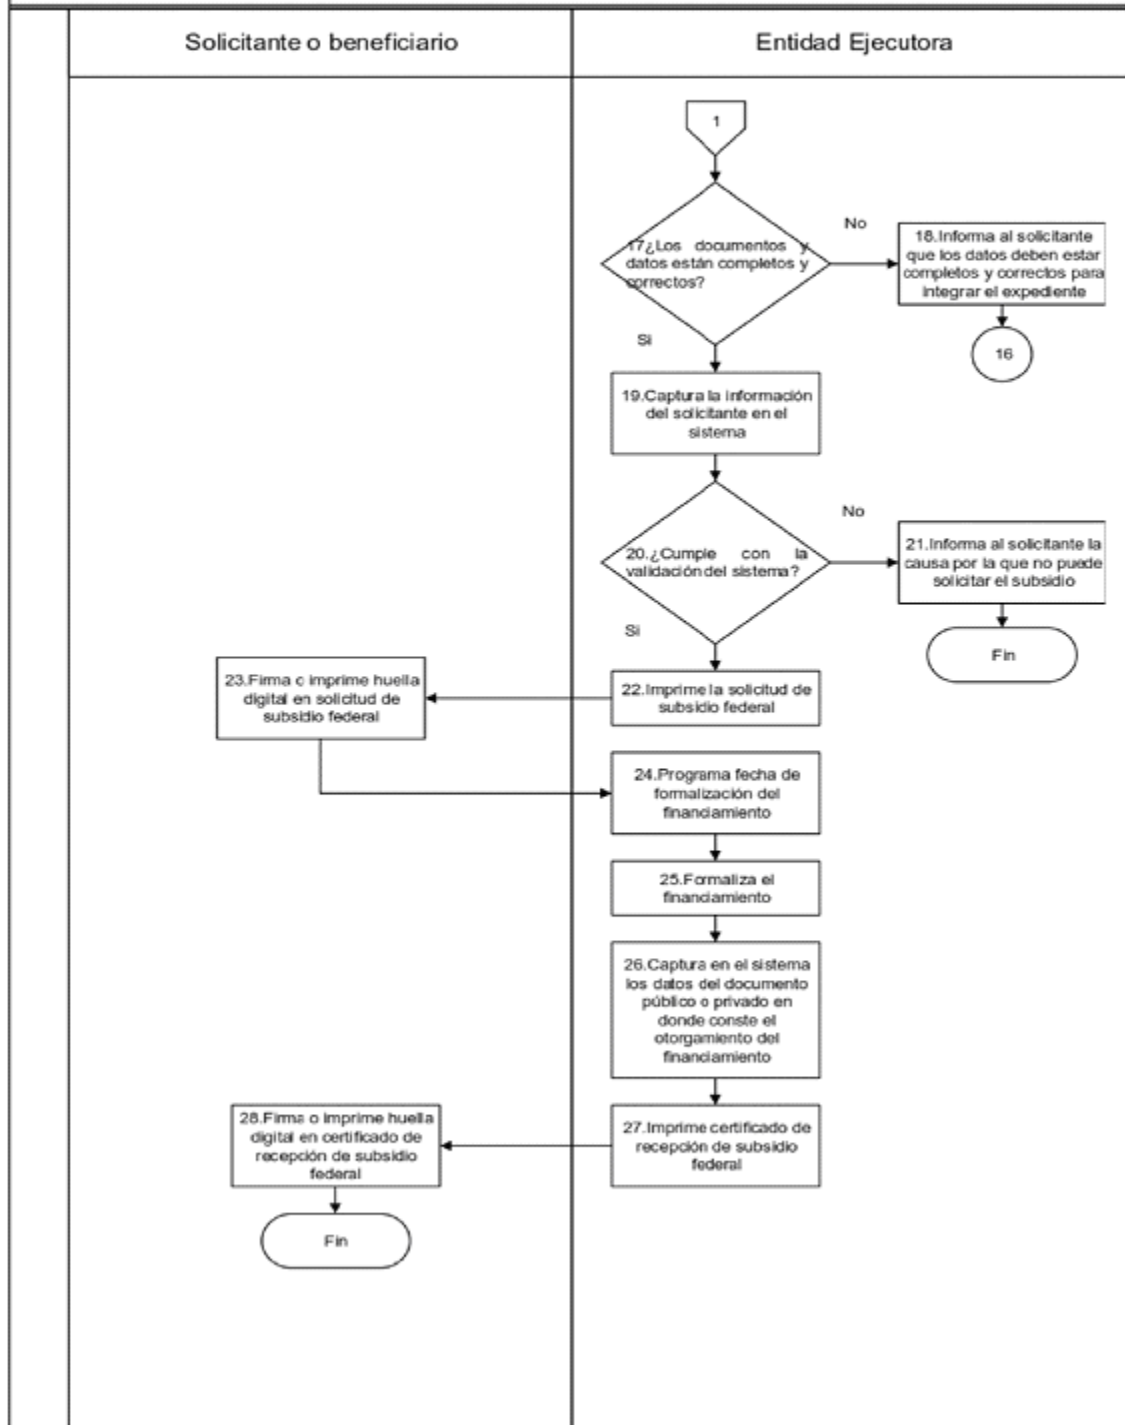 Solicitante o beneficiario
Entidad Ejecutora
1
17¿Los documentos y
datos están completos y
correctos?
No
18.Informa al solicitante
que los datos deben estar
completos y correctos para
integrar el expediente
16
Si
19.Captura la información
del solicitante en el
sistema
20.¿Cumple con la
validación del sistema?
No
21.Informa al solicitante la
causa por la que no puede
solicitar el subsidio
Fin
Si
22.Imprime la solicitud de
subsidio federal
23.Firma o imprime huella
digital en solicitud de
subsidio federal
24.Programa fecha de
formalización del
financiamiento
25.Formaliza el
financiamiento
26.Captura en el sistema
los datos del documento
público o privado en
donde conste el
otorgamiento del
financiamiento
27.Imprime certificado de
recepción de subsidio
federal
28.Firma o imprime huella
digital en certificado de
recepción de subsidio
federal
Fin